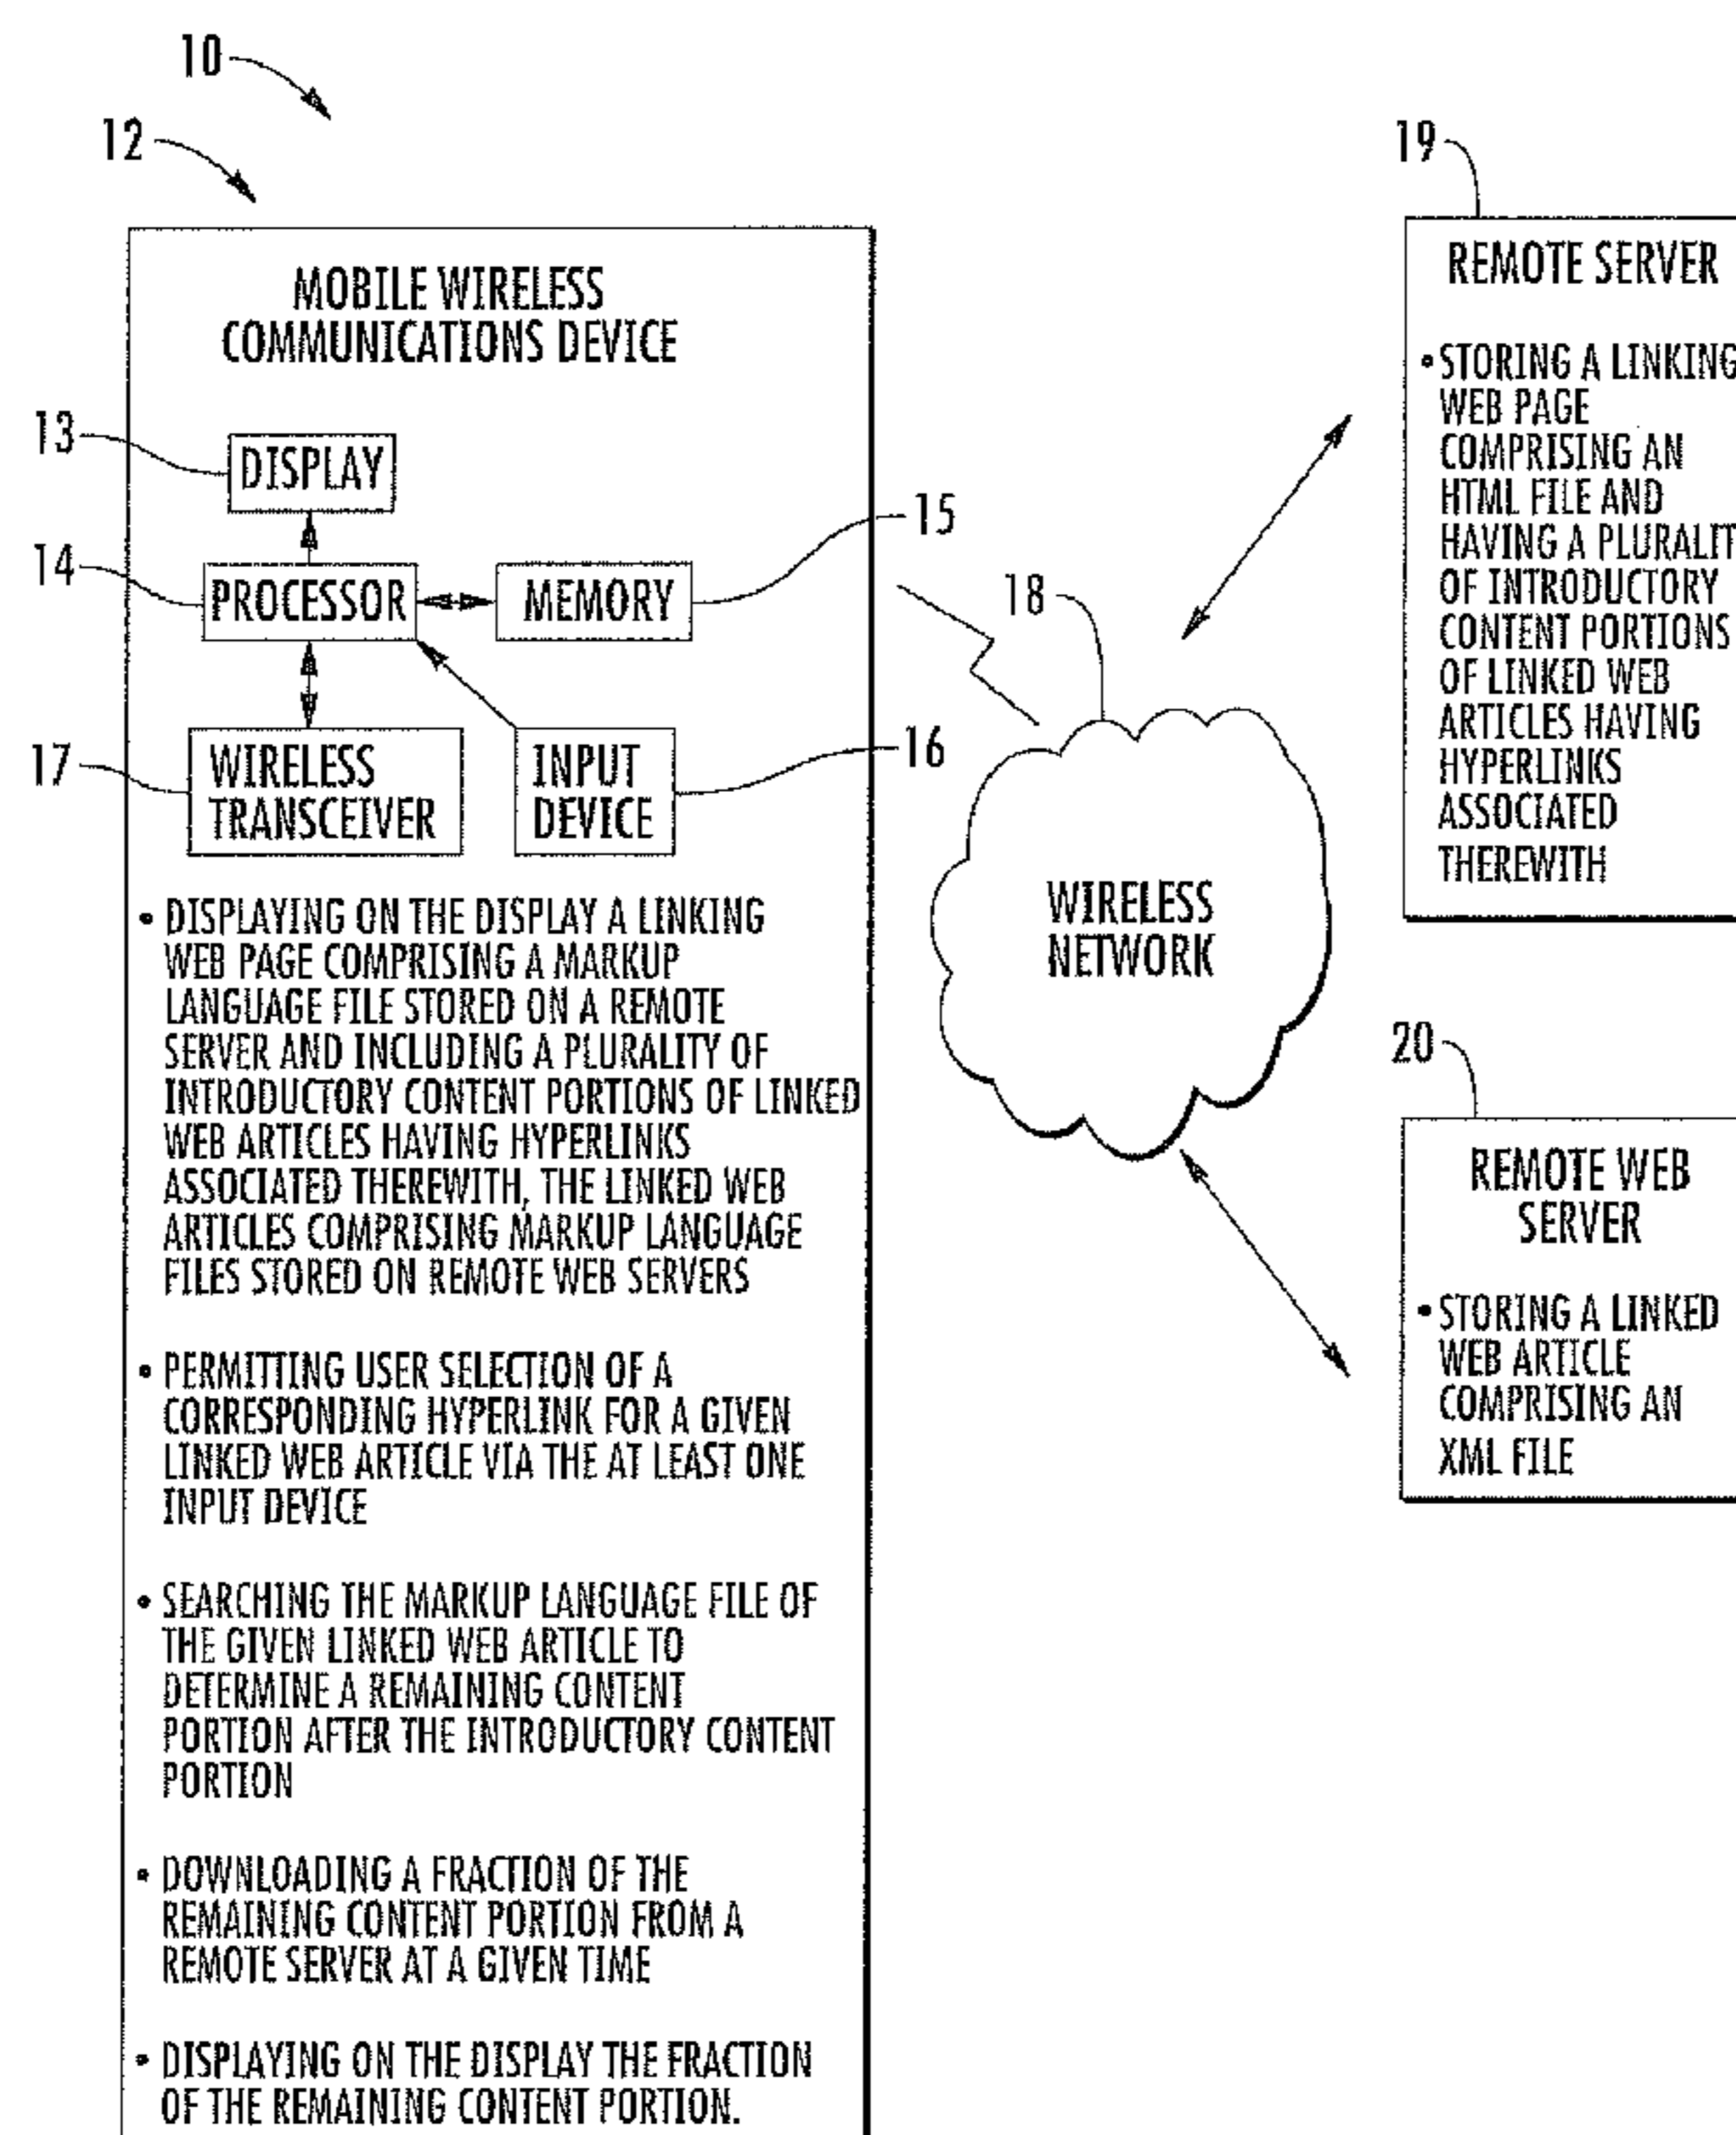 10
12
MOBILE WIRELESS
COMMUNICATIONS DEVICE
13
DISPLAY
15
14
PROCESSOR
MEMORY
17
WIRELESS
TRANSCEIVER
INPUT
DEVICE
16
• DISPLAYING ON THE DISPLAY A LINKING
WEB PAGE COMPRISING A MARKUP
LANGUAGE FILE STORED ON A REMOTE
SERVER AND INCLUDING A PLURALITY OF
INTRODUCTORY CONTENT PORTIONS OF LINKED
WEB ARTICLES HAVING HYPERLINKS
ASSOCIATED THEREWITH, THE LINKED WEB
ARTICLES COMPRISING MARKUP LANGUAGE
FILES STORED ON REMOTE WEB SERVERS
• PERMITTING USER SELECTION OF A
CORRESPONDING HYPERLINK FOR A GIVEN
LINKED WEB ARTICLE VIA THE AT LEAST ONE
INPUT DEVICE
• SEARCHING THE MARKUP LANGUAGE FILE OF
THE GIVEN LINKED WEB ARTICLE TO
DETERMINE A REMAINING CONTENT
PORTION AFTER THE INTRODUCTORY CONTENT
PORTION
• DOWNLOADING A FRACTION OF THE
REMAINING CONTENT PORTION FROM A
REMOTE SERVER AT A GIVEN TIME
• DISPLAYING ON THE DISPLAY THE FRACTION
OF THE REMAINING CONTENT PORTION.
18
WIRELESS
NETWORK
19
REMOTE SERVER
• STORING A LINKING
WEB PAGE
COMPRISING AN
HTML FILE AND
HAVING A PLURALIT
OF INTRODUCTORY
CONTENT PORTIONS
OF LINKED WEB
ARTICLES HAVING
HYPERLINKS
ASSOCIATED
THEREWITH
20
REMOTE WEB
SERVER
• STORING A LINKED
WEB ARTICLE
COMPRISING AN
XML FILE